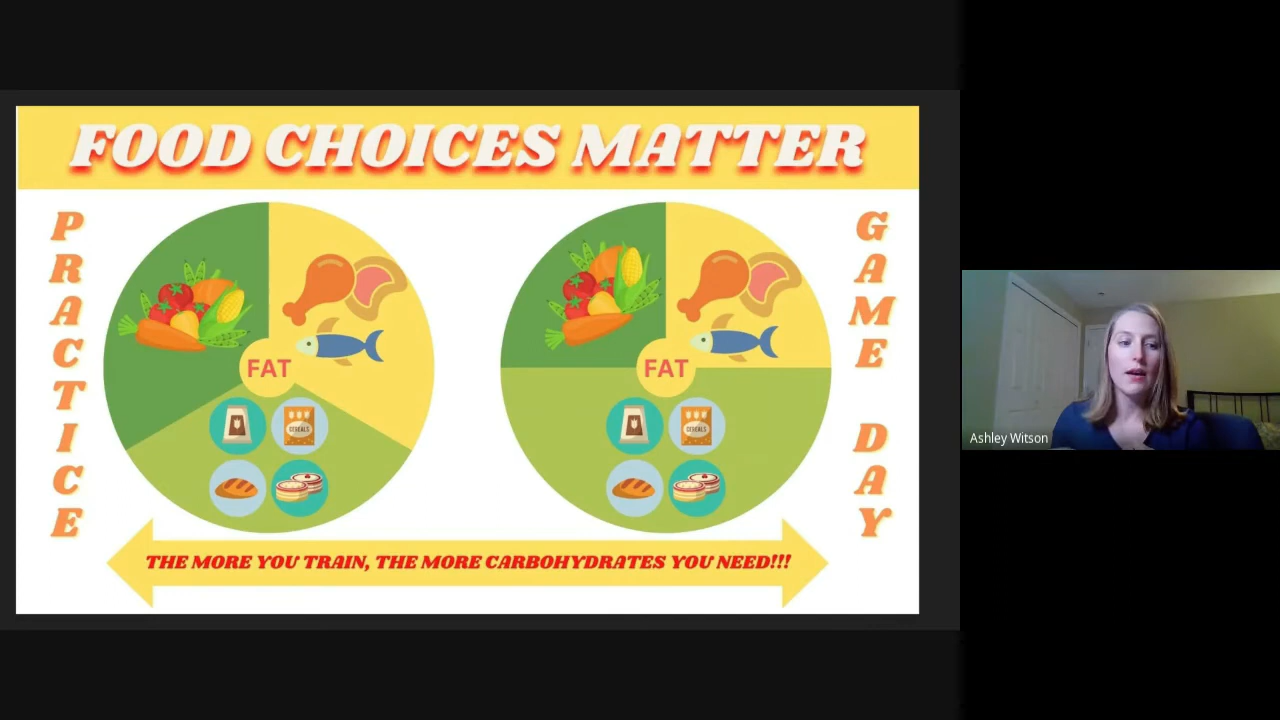 FOOD CHOICES MATTER
PRACTICE
FAT
CEREALS
FAT
CEREALS
GAME DAY
THE MORE YOU TRAIN, THE MORE CARBOHYDRATES YOU NEED!!!
Ashley Witson